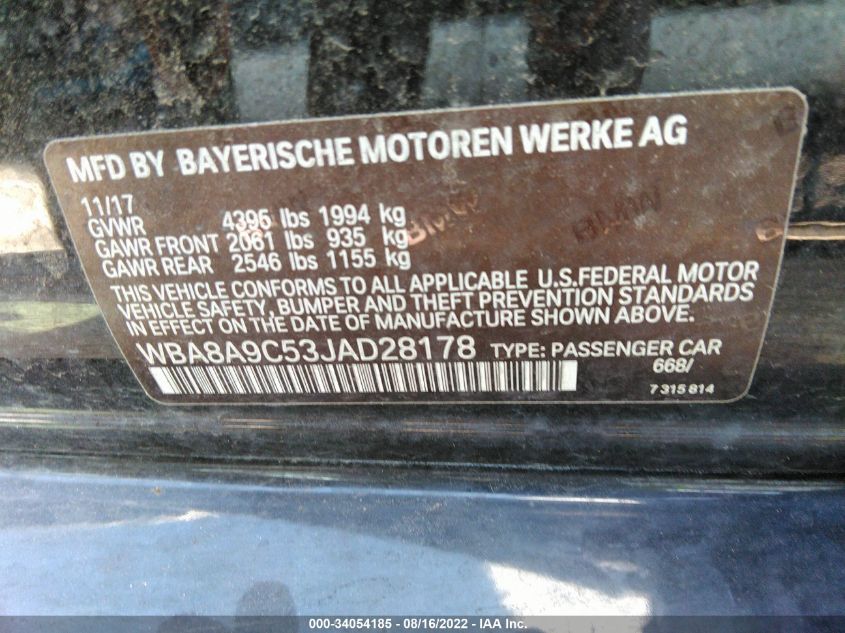 MFD BY BAYERISCHE MOTOREN WERKE AG
11/17
GVWR 4396 lbs 1994 kg
GAWR FRONT 2061 lbs 935 kg
GAWR REAR 2546 lbs 1155 kg
THIS VEHICLE CONFORMS TO ALL APPLICABLE U.S.FEDERAL MOTOR
VEHICLE SAFETY, BUMPER AND THEFT PREVENTION STANDARDS
IN EFFECT ON THE DATE OF MANUFACTURE SHOWN ABOVE.
WBA8A9C53JAD28178 TYPE: PASSENGER CAR
668/
7 315 814
000-34054185 - 08/16/2022 - IAA Inc.